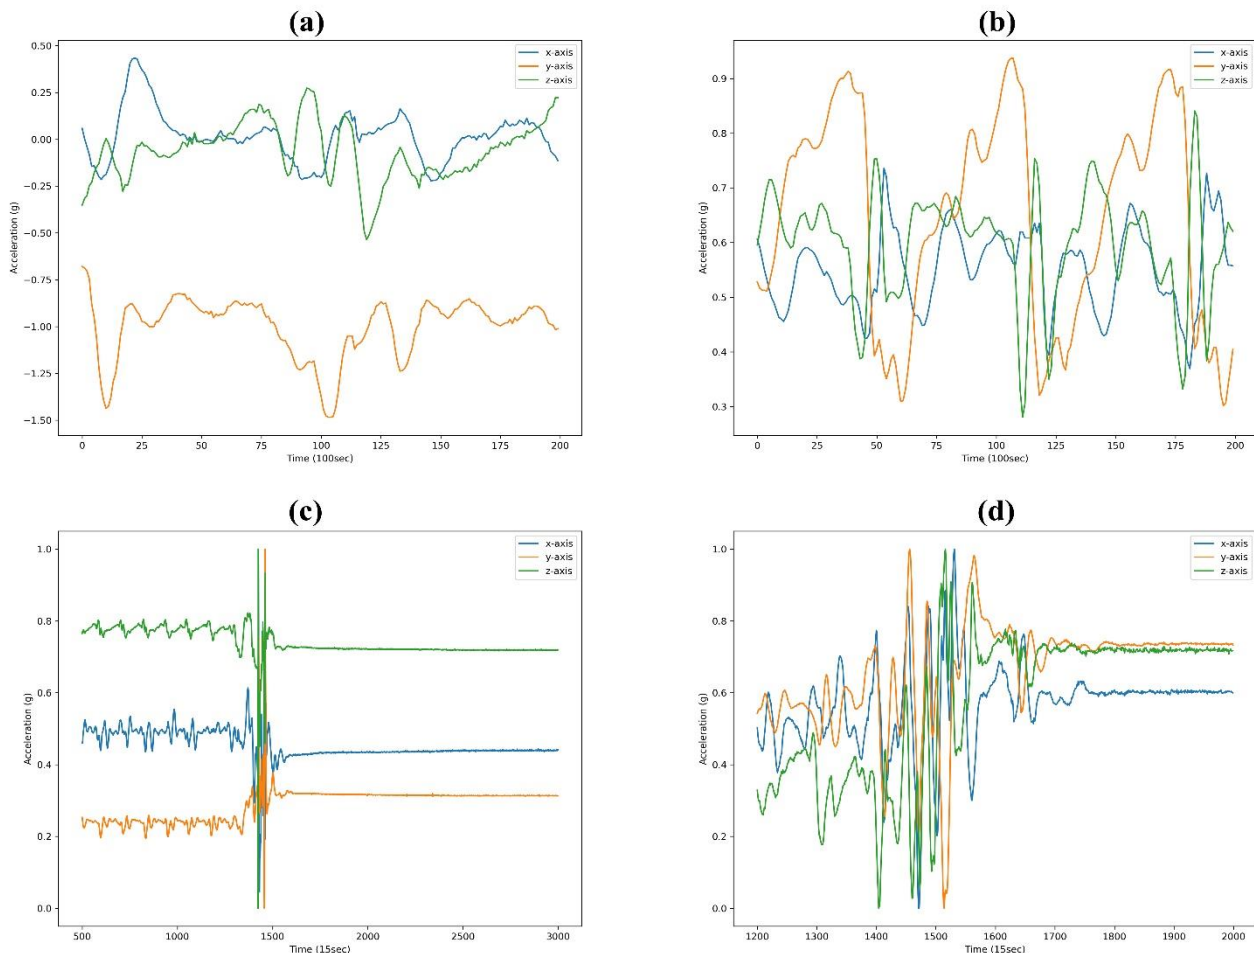 (a)
0.50
0.25
0.00
−0.25
−0.50
−0.75
−1.00
−1.25
−1.50
Acceleration (g)
x-axis
y-axis
z-axis
0 25 50 75 100 125 150 175 200
Time (100sec)
(b)
0.9
0.8
0.7
0.6
0.5
0.4
0.3
Acceleration (g)
x-axis
y-axis
z-axis
0 25 50 75 100 125 150 175 200
Time (100sec)
(c)
1.0
0.8
0.6
0.4
0.2
0.0
Acceleration (g)
x-axis
y-axis
z-axis
500 1000 1500 2000 2500 3000
Time (15sec)
(d)
1.0
0.8
0.6
0.4
0.2
0.0
Acceleration (g)
x-axis
y-axis
z-axis
1200 1300 1400 1500 1600 1700 1800 1900 2000
Time (15sec)